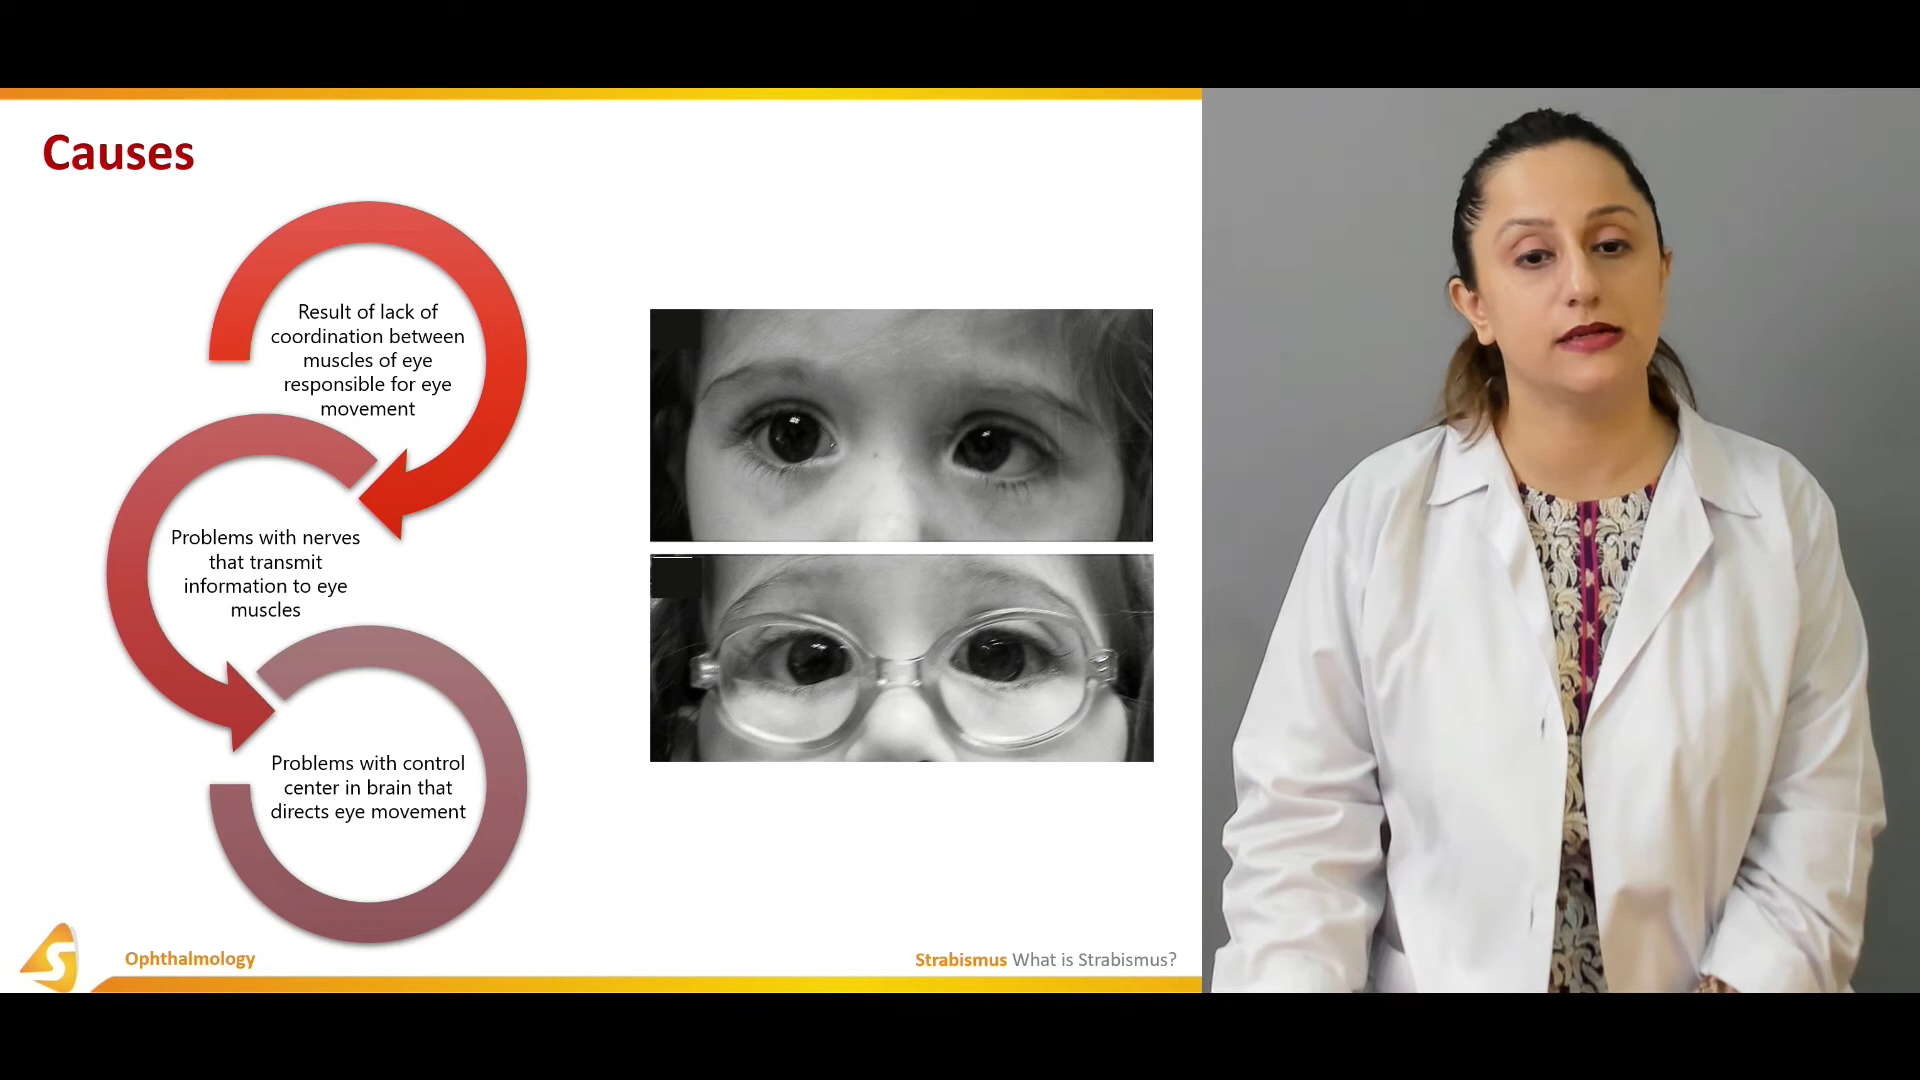 Causes
Result of lack of
coordination between
muscles of eye
responsible for eye
movement
Problems with nerves
that transmit
information to eye
muscles
Problems with control
center in brain that
directs eye movement
S
Ophthalmology
Strabismus What is Strabismus?